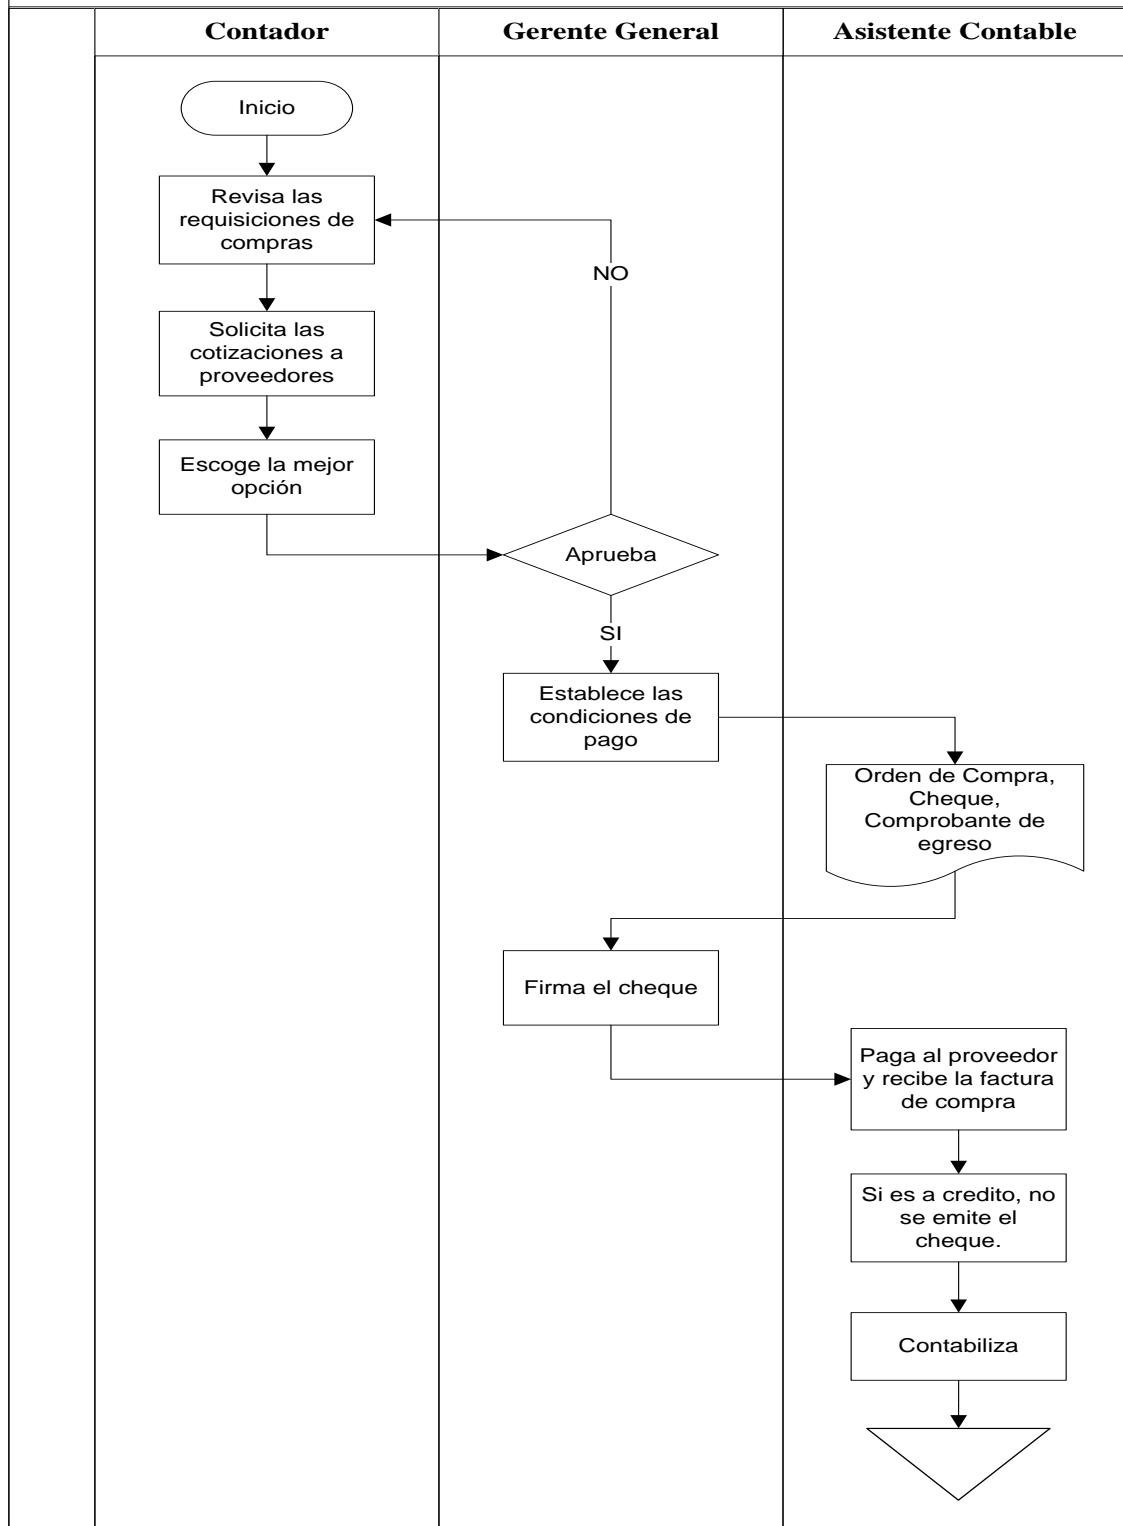 Contador
Gerente General
Asistente Contable
Inicio
Revisa las
requisiciones de
compras
NO
Solicita las
cotizaciones a
proveedores
Escoge la mejor
opción
Aprueba
SI
Establece las
condiciones de
pago
Orden de Compra,
Cheque,
Comprobante de
egreso
Firma el cheque
Paga al proveedor
y recibe la factura
de compra
Si es a credito, no
se emite el
cheque.
Contabiliza